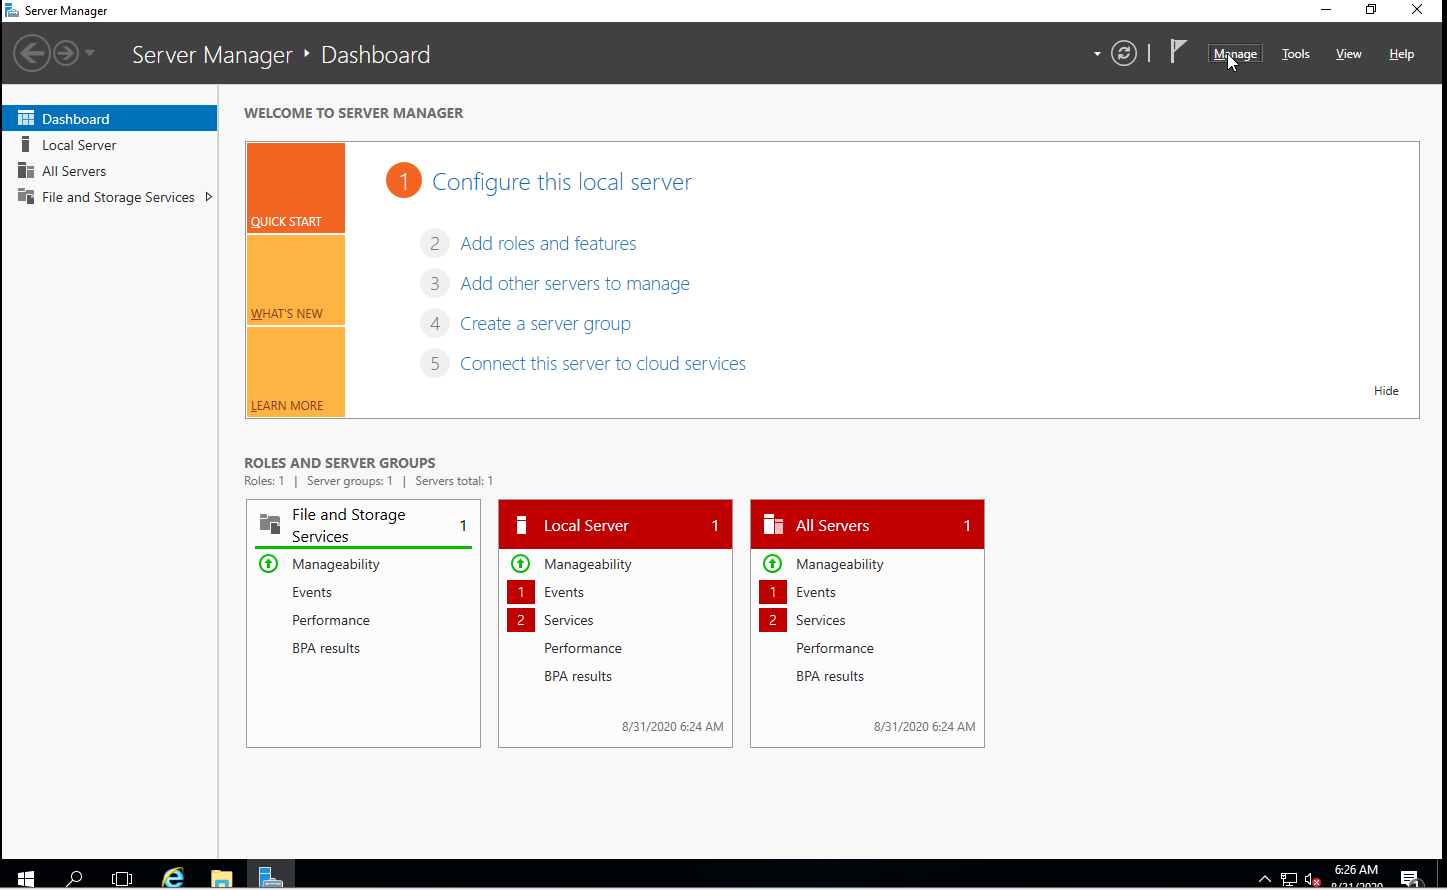 Server Manager
Server Manager ‣ Dashboard
Manage
Tools
View
Help
Dashboard
Local Server
All Servers
File and Storage Services
WELCOME TO SERVER MANAGER
QUICK START
WHAT'S NEW
LEARN MORE
1 Configure this local server
2 Add roles and features
3 Add other servers to manage
4 Create a server group
5 Connect this server to cloud services
Hide
ROLES AND SERVER GROUPS
Roles: 1 | Server groups: 1 | Servers total: 1
File and Storage
Services
1
Manageability
Events
Performance
BPA results
Local Server 1
Manageability
1 Events
2 Services
Performance
BPA results
8/31/2020 6:24 AM
All Servers 1
Manageability
1 Events
2 Services
Performance
BPA results
8/31/2020 6:24 AM
6:26 AM
8/31/2020
1